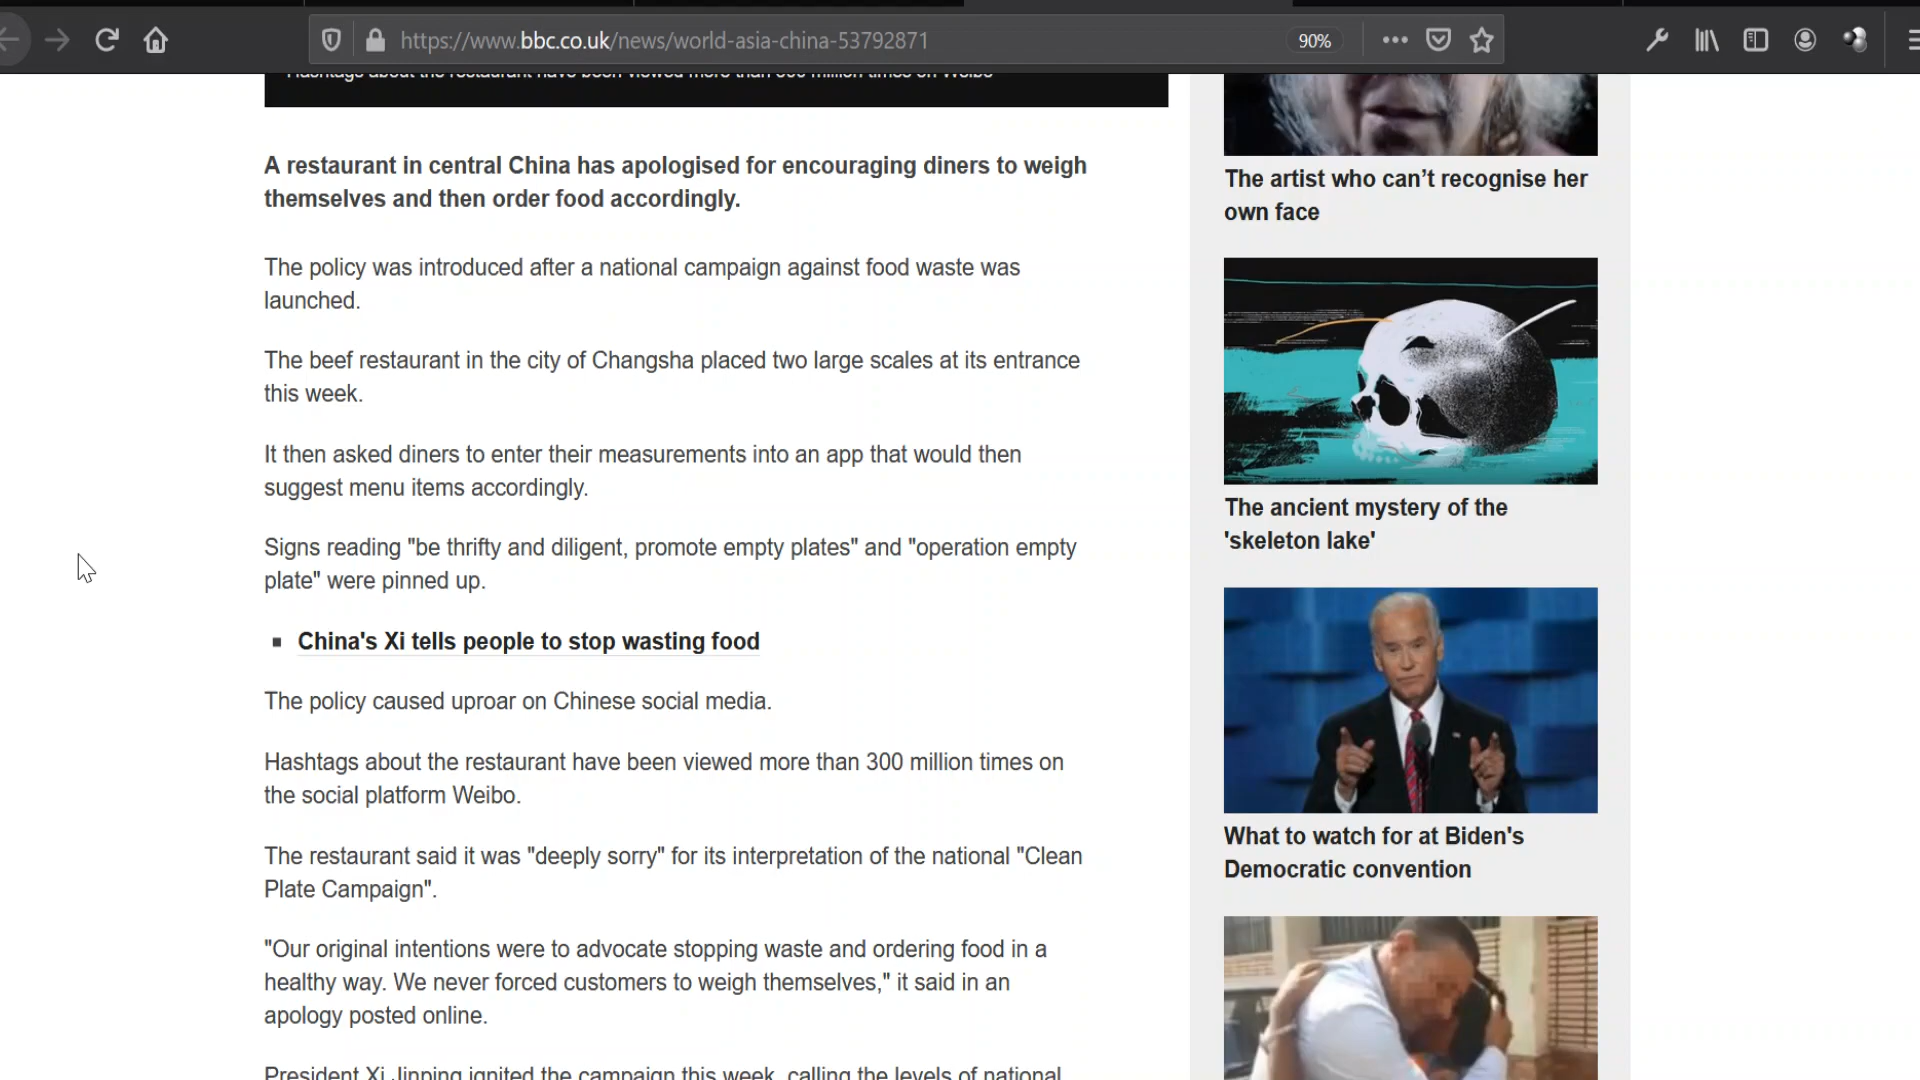 https://www.bbc.co.uk/news/world-asia-china-53792871
90%
Hashtags about the restaurant have been viewed more than 300 million times on Weibo
A restaurant in central China has apologised for encouraging diners to weigh
themselves and then order food accordingly.
The policy was introduced after a national campaign against food waste was
launched.
The beef restaurant in the city of Changsha placed two large scales at its entrance
this week.
It then asked diners to enter their measurements into an app that would then
suggest menu items accordingly.
Signs reading "be thrifty and diligent, promote empty plates" and "operation empty
plate" were pinned up.
China's Xi tells people to stop wasting food
The policy caused uproar on Chinese social media.
Hashtags about the restaurant have been viewed more than 300 million times on
the social platform Weibo.
The restaurant said it was "deeply sorry" for its interpretation of the national "Clean
Plate Campaign".
"Our original intentions were to advocate stopping waste and ordering food in a
healthy way. We never forced customers to weigh themselves," it said in an
apology posted online.
President Xi Jinping ignited the campaign this week, calling the levels of national
The artist who can't recognise her
own face
The ancient mystery of the
'skeleton lake'
What to watch for at Biden's
Democratic convention